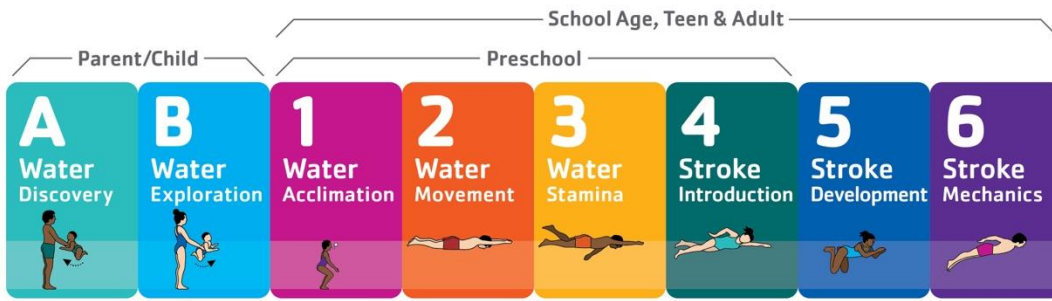 School Age, Teen & Adult
Parent/Child
Preschool
A
Water
Discovery
B
Water
Exploration
1
Water
Acclimation
2
Water
Movement
3
Water
Stamina
4
Stroke
Introduction
5
Stroke
Development
6
Stroke
Mechanics